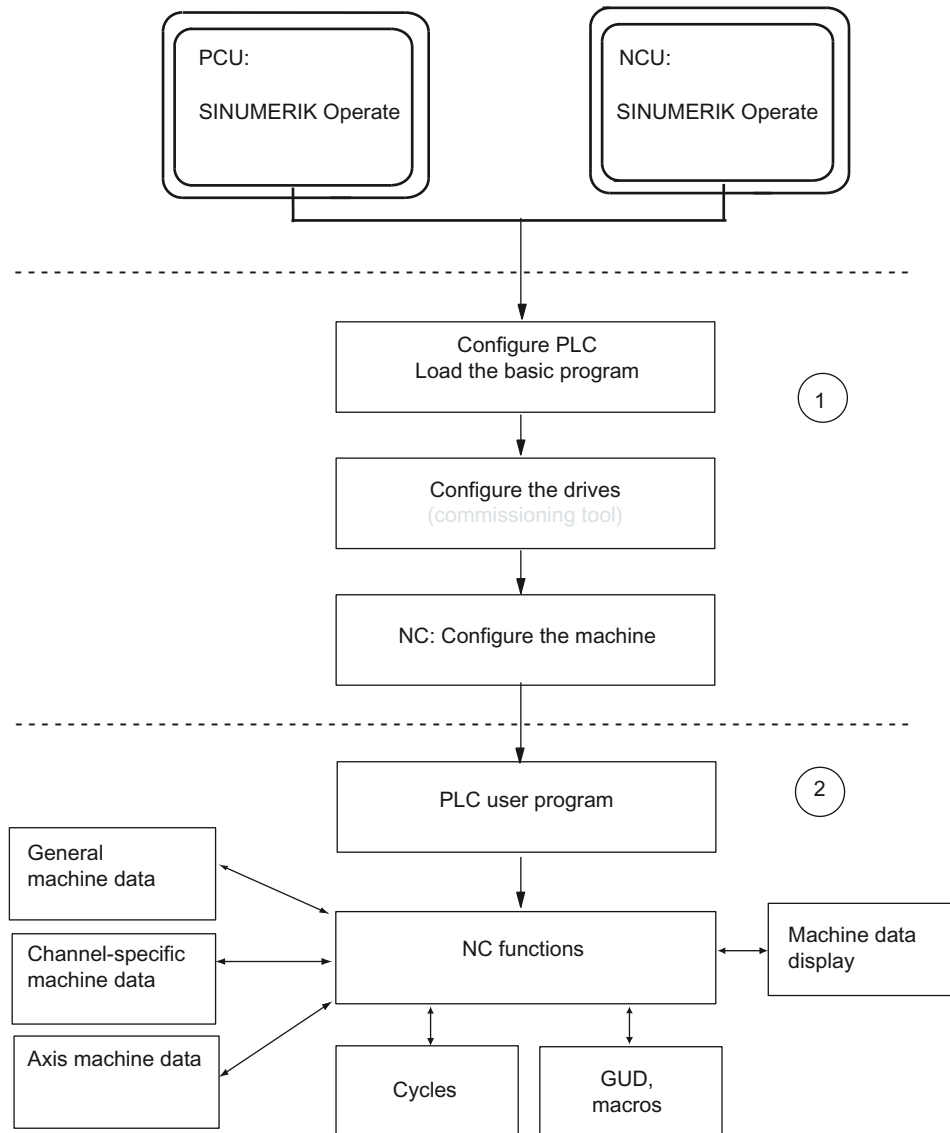 PCU:
SINUMERIK Operate
NCU:
SINUMERIK Operate
Configure PLC
Load the basic program
1
Configure the drives
(commissioning tool)
NC: Configure the machine
2
PLC user program
General
machine data
Channel-specific
machine data
Axis machine data
NC functions
Machine data
display
Cycles
GUD,
macros